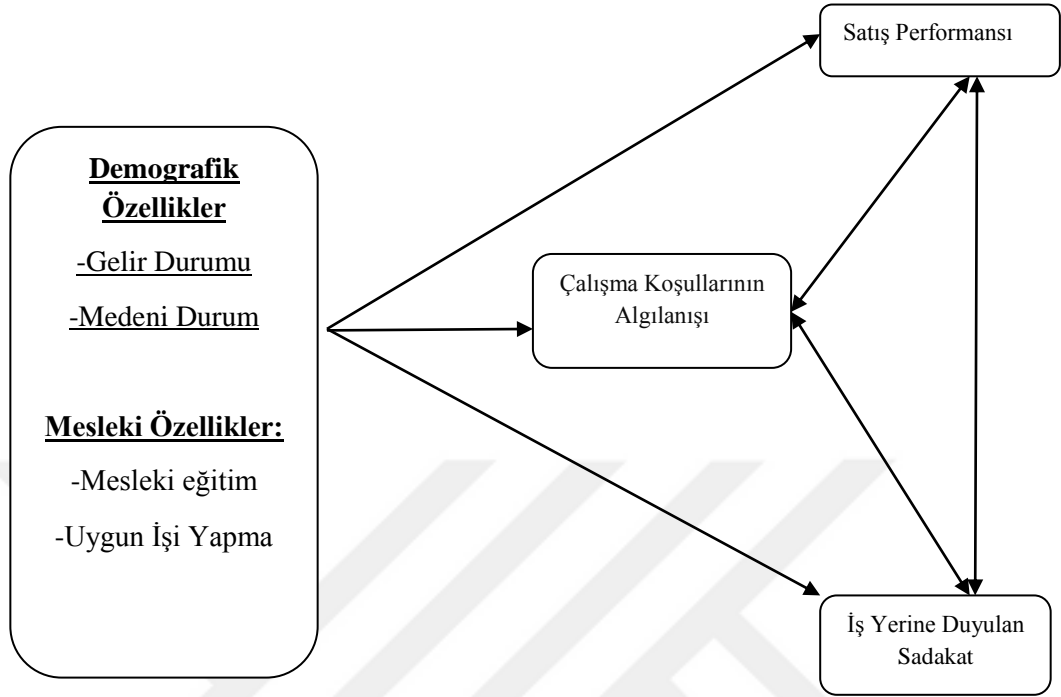 Satış Performansı
Demografik
Özellikler
-Gelir Durumu
-Medeni Durum
Mesleki Özellikler:
-Mesleki eğitim
-Uygun İşi Yapma
Çalışma Koşullarının
Algılanışı
İş Yerine Duyulan
Sadakat